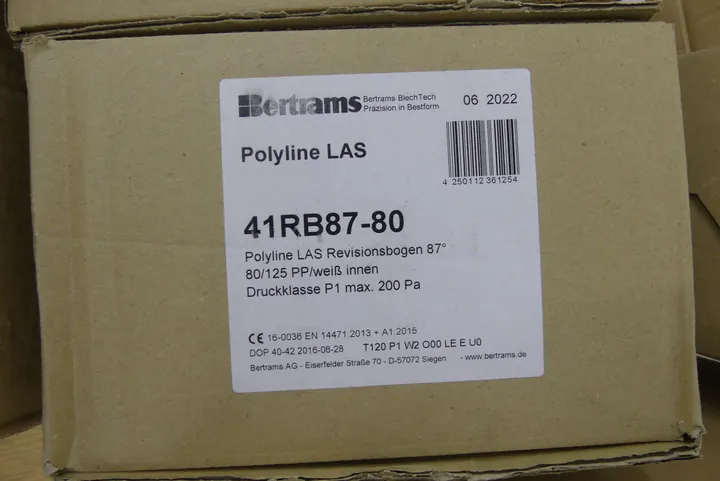 Bertrams
Bertrams BlechTech
Präzision in Bestform
06 2022
Polyline LAS
4 250112 361254
41RB87-80
Polyline LAS Revisionsbogen 87°
80/125 PP/weiß innen
Druckklasse P1 max. 200 Pa
CE 16-0036 EN 14471:2013 + A1:2015
DOP 40-42 2016-06-28 T120 P1 W2 O00 LE E U0
Bertrams AG - Eiserfelder Straße 70 - D-57072 Siegen - www.bertrams.de